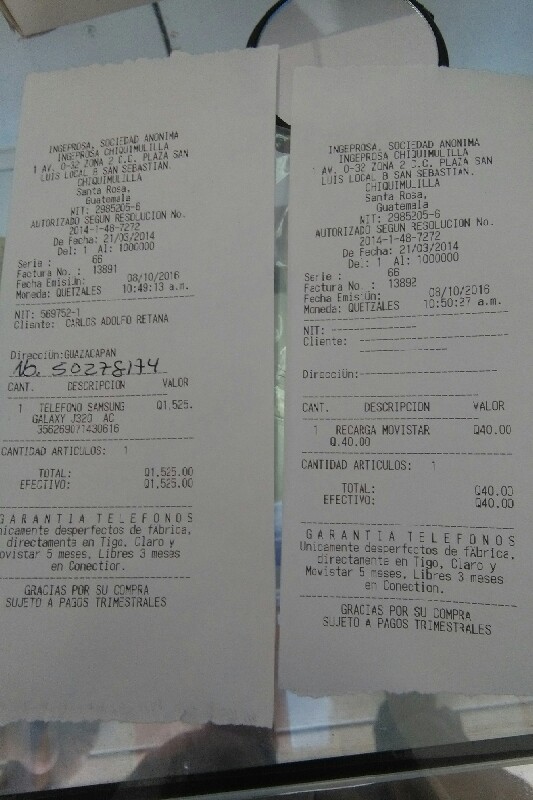 INGEPROSA, SOCIEDAD ANONIMA
INGEPROSA CHIQUIMULILLA
1 AV. 0-32 ZONA 2 C.C. PLAZA SAN
LUIS LOCAL 8 SAN SEBASTIAN.
CHIQUIMULILLA
Santa Rosa,
Guatemala
NIT: 2985205-6
AUTORIZADO SEGUN RESOLUCION No.
2014-1-48-7272
De Fecha: 21/03/2014
Del: 1 Al: 1000000
Serie : 66
Factura No. : 13891
Fecha Emisiun: 08/10/2016
Moneda: QUETZALES 10:49:13 a.m.
NIT: 569752-1
Cliente: CARLOS ADOLFO RETANA
Direcciun:GUAZACAPAN
No. 50278174
CANT. DESCRIPCION VALOR
1 TELEFONO SAMSUNG Q1,525.
GALAXY J320 AC
356269071430616
CANTIDAD ARTICULOS: 1
TOTAL: Q1,525.00
EFECTIVO: Q1,525.00
GARANTIA TELEFONOS
Unicamente desperfectos de fAbrica,
directamente en Tigo, Claro y
Movistar 5 meses, Libres 3 meses
en Conection.
GRACIAS POR SU COMPRA
SUJETO A PAGOS TRIMESTRALES
INGEPROSA, SOCIEDAD ANONIMA
INGEPROSA CHIQUIMULILLA
1 AV. 0-32 ZONA 2 C.C. PLAZA SAN
LUIS LOCAL 8 SAN SEBASTIAN.
CHIQUIMULILLA
Santa Rosa,
Guatemala
NIT: 2985205-6
AUTORIZADO SEGUN RESOLUCION No.
2014-1-48-7272
De Fecha: 21/03/2014
Del: 1 Al: 1000000
Serie : 66
Factura No. : 13892
Fecha Emisiun: 08/10/2016
Moneda: QUETZALES 10:50:27 a.m.
NIT: ---------------
Cliente: ---------------
---------------
Direcciun:---------------
CANT. DESCRIPCION VALOR
1 RECARGA MOVISTAR Q40.00
Q.40.00
CANTIDAD ARTICULOS: 1
TOTAL: Q40.00
EFECTIVO: Q40.00
GARANTIA TELEFONOS
Unicamente desperfectos de fAbrica,
directamente en Tigo, Claro y
Movistar 5 meses, Libres 3 meses
en Conection.
GRACIAS POR SU COMPRA
SUJETO A PAGOS TRIMESTRALES